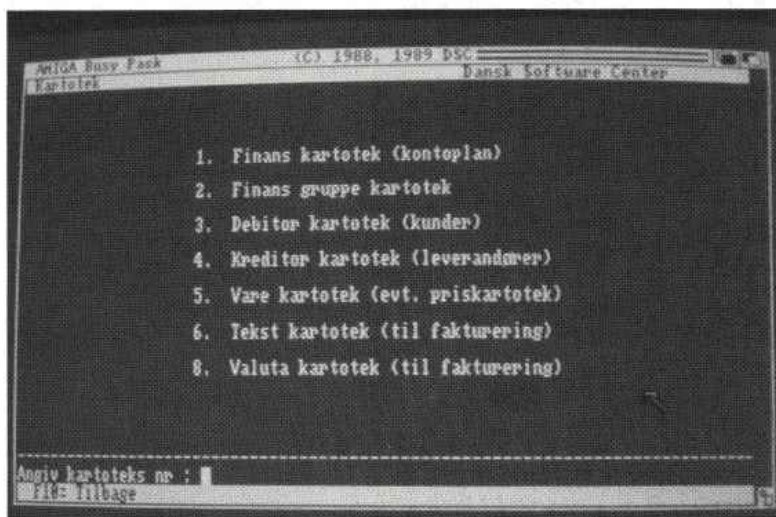 AMIGA Busy Pack (C) 1988, 1989 DSC
Kartotek Dansk Software Center
1. Finans kartotek (kontoplan)
2. Finans gruppe kartotek
3. Debitor kartotek (kunder)
4. Kreditor kartotek (leverandører)
5. Vare kartotek (evt. priskartotek)
6. Tekst kartotek (til fakturering)
8. Valuta kartotek (til fakturering)
Angiv kartoteks nr :
F10= Tilbage